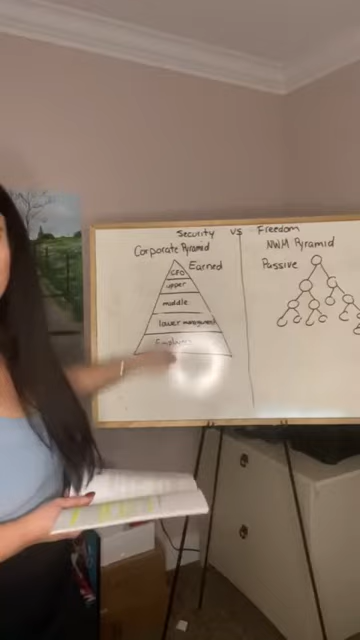 Security vs Freedom
Corporate Pyramid
NWM Pyramid
Earned
Passive
CEO
upper
middle
lower management